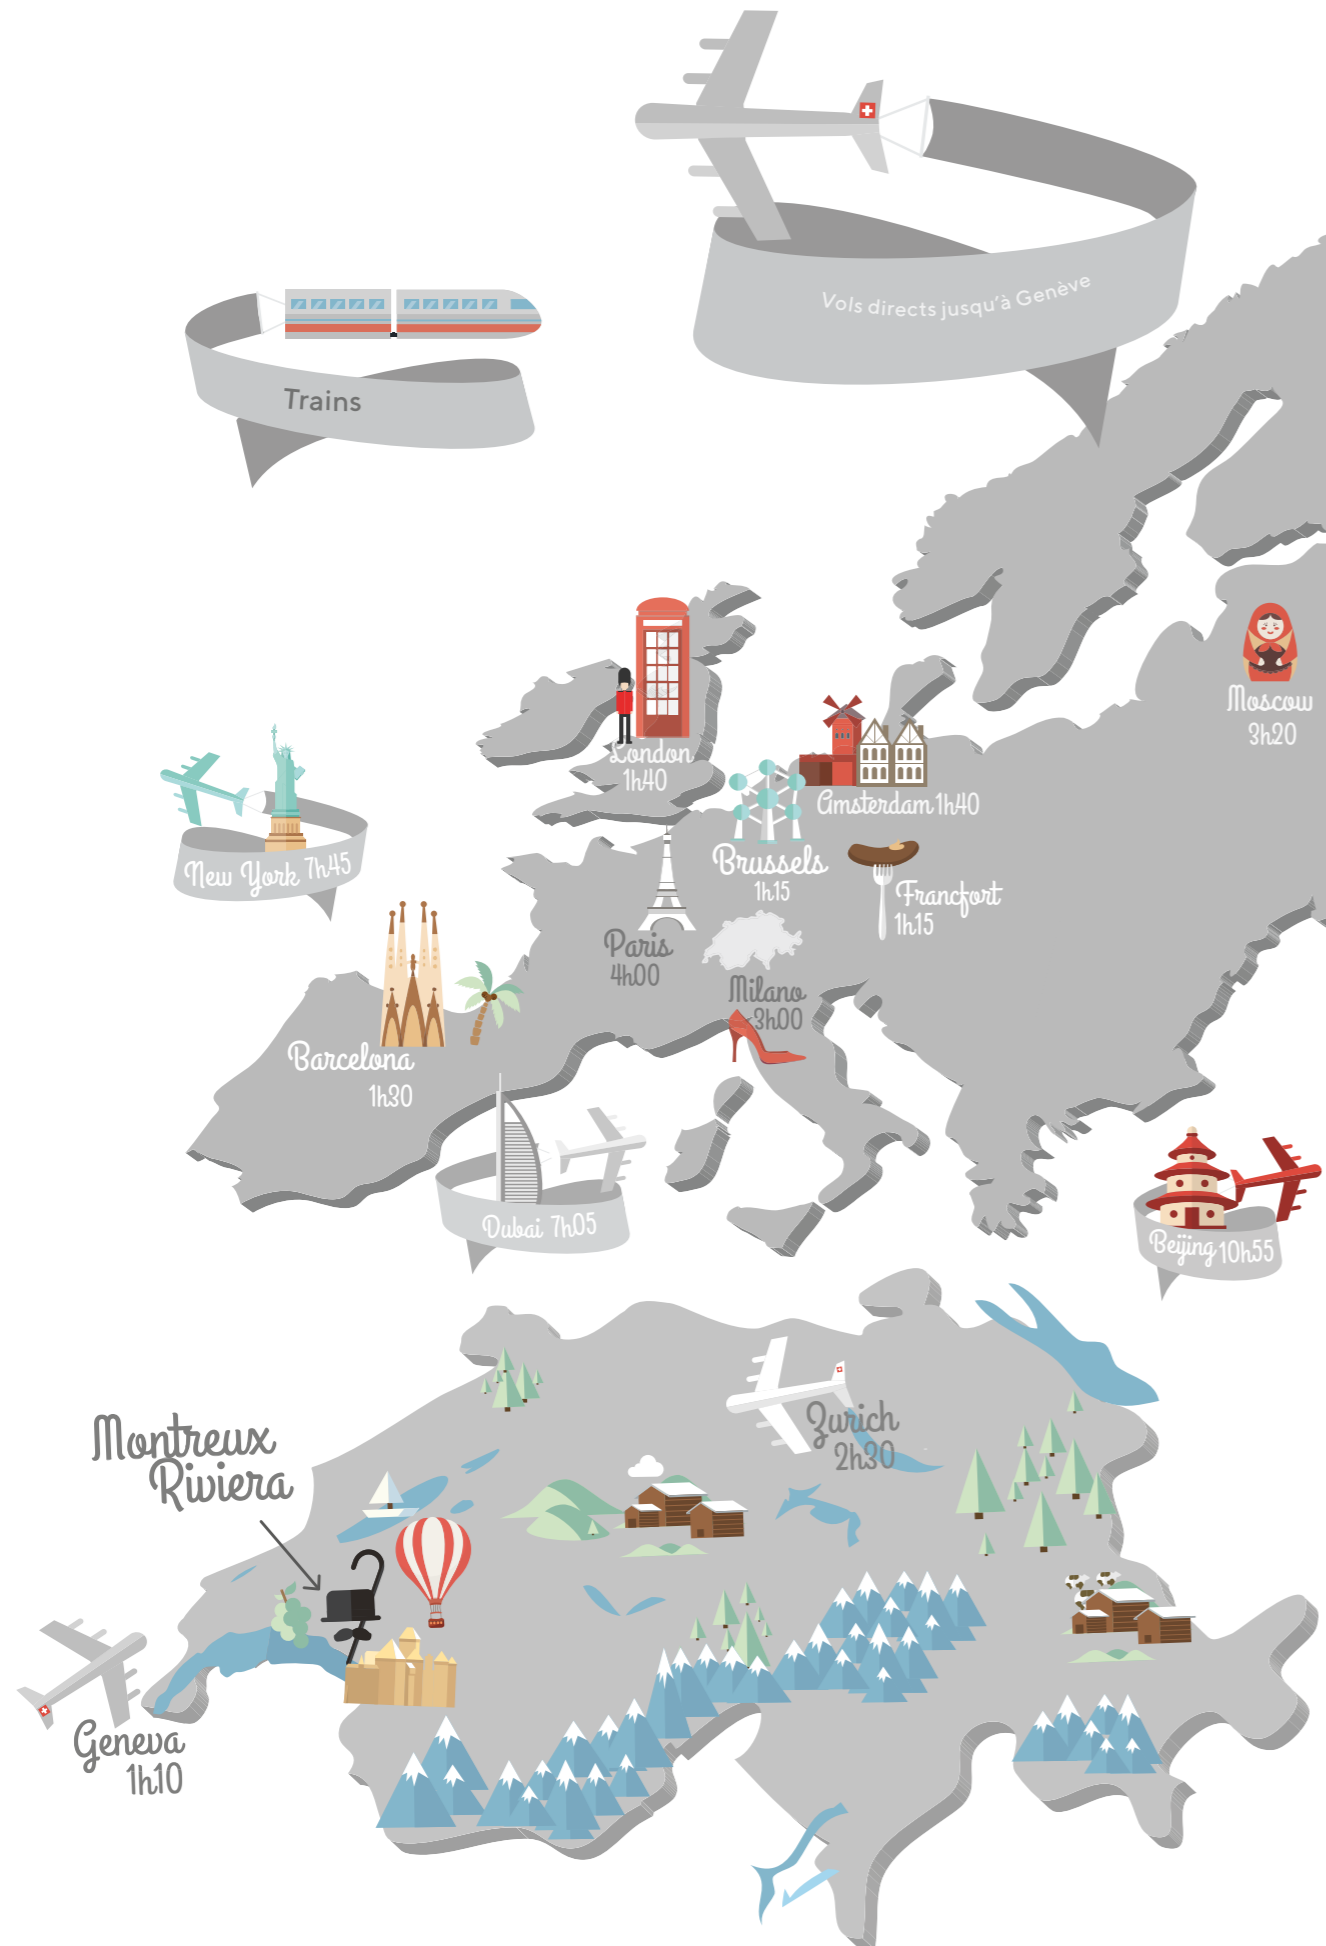 Vols directs jusqu'à Genève
Trains
Moscow
3h20
London
1h40
Amsterdam 1h40
New York 7h45
Brussels
1h15
Francfort
1h15
Paris
4h00
Milano
3h00
Barcelona
1h30
Dubai 7h05
Beijing 10h55
Zurich
2h30
Montreux
Riviera
Geneva
1h10